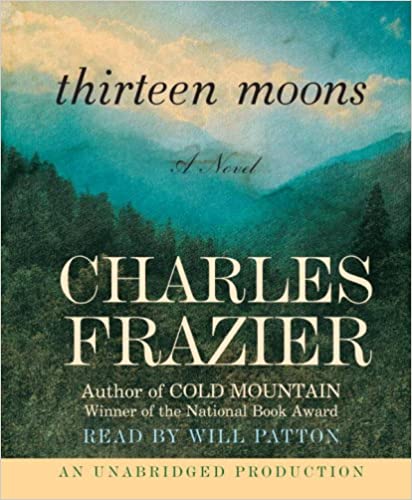 thirteen moons
A Novel
CHARLES
FRAZIER
Author of COLD MOUNTAIN
Winner of the National Book Award
READ BY WILL PATTON
AN UNABRIDGED PRODUCTION